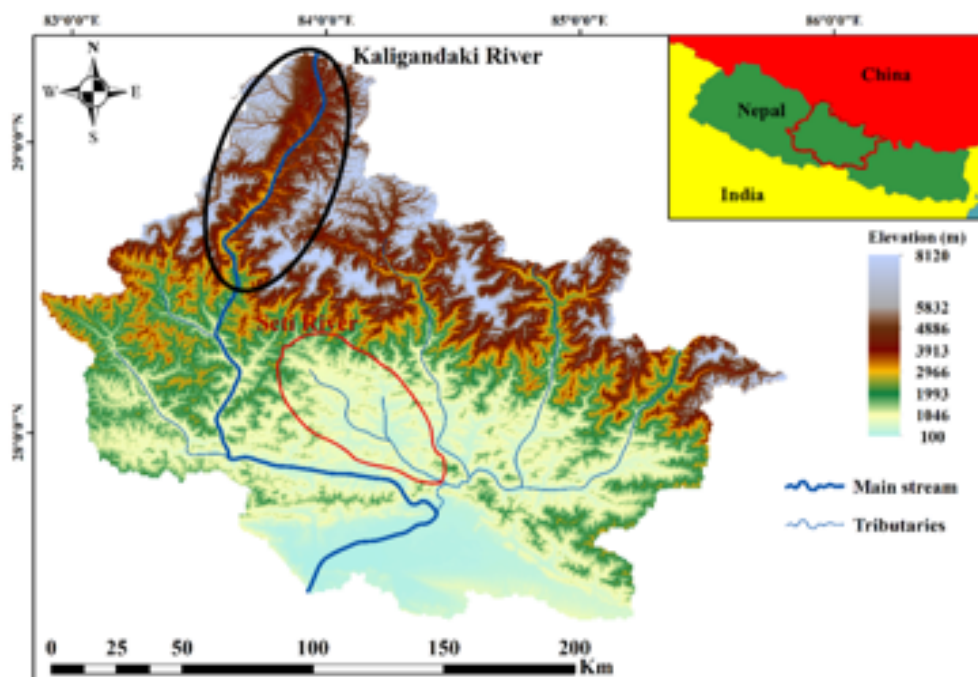 83°0'0"E 84°0'0"E 85°0'0"E 86°0'0"E
N
W E
S
Kaligandaki River
China
Nepal
India
29°0'0"N
Elevation (m)
8120
5832
4886
3913
2966
1993
1046
100
Seti River
28°0'0"N
Main stream
Tributaries
0 25 50 100 150 200
Km